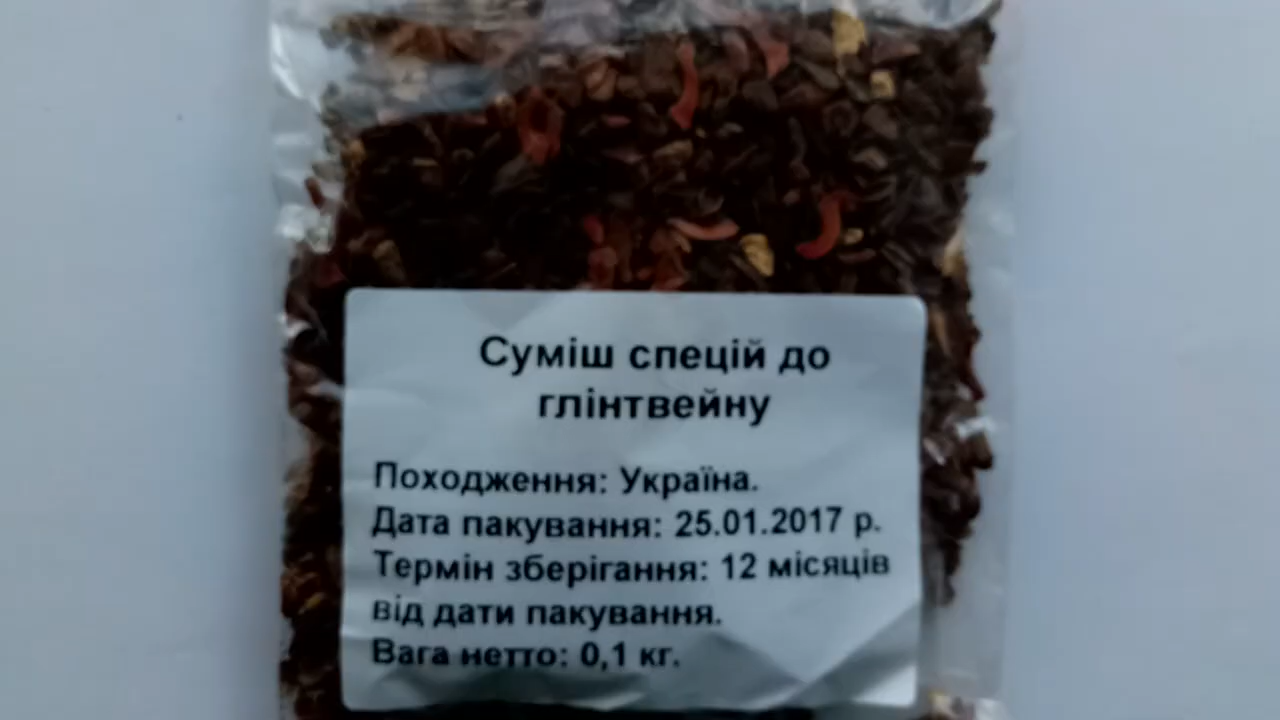 Суміш спецій до
глінтвейну
Походження: Україна.
Дата пакування: 25.01.2017 р.
Термін зберігання: 12 місяців
від дати пакування.
Вага нетто: 0,1 кг.